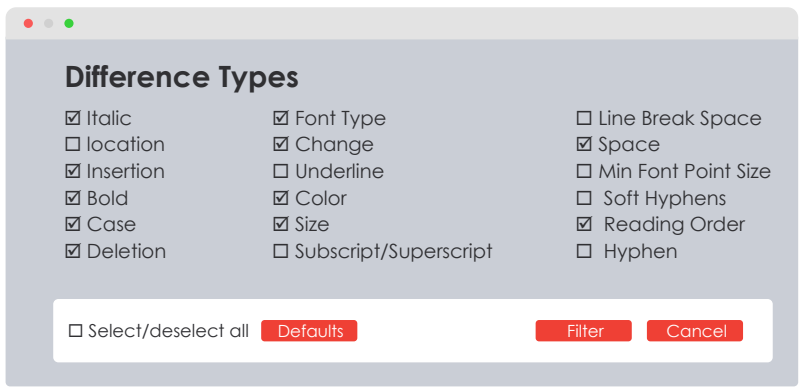 Difference Types
Italic
location
Insertion
Bold
Case
Deletion
Font Type
Change
Underline
Color
Size
Subscript/Superscript
Line Break Space
Space
Min Font Point Size
Soft Hyphens
Reading Order
Hyphen
Select/deselect all
Defaults
Filter
Cancel